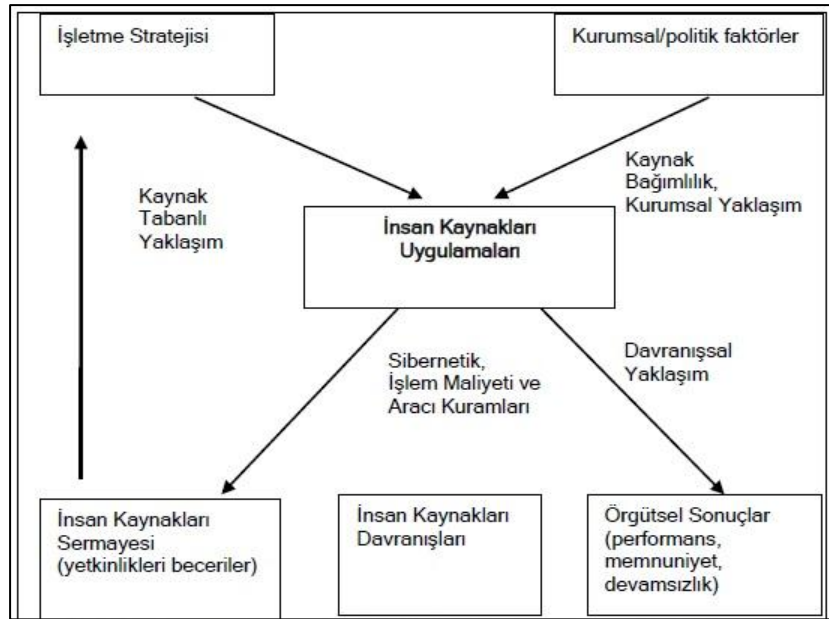 İşletme Stratejisi
Kurumsal/politik faktörler
Kaynak
Tabanlı
Yaklaşım
Kaynak
Bağımlılık,
Kurumsal Yaklaşım
İnsan Kaynakları
Uygulamaları
Sibernetik,
İşlem Maliyeti ve
Aracı Kuramları
Davranışsal
Yaklaşım
İnsan Kaynakları
Sermayesi
(yetkinlikleri beceriler)
İnsan Kaynakları
Davranışları
Örgütsel Sonuçlar
(performans,
memnuniyet,
devamsızlık)